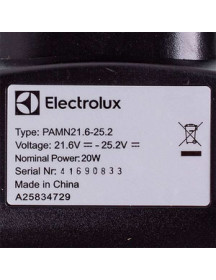 Electrolux
Type: PAMN21.6-25.2
Voltage: 21.6V⎓ - 25.2V⎓
Nominal Power: 20W
Serial Nr: 41690833
Made in China
A25834729